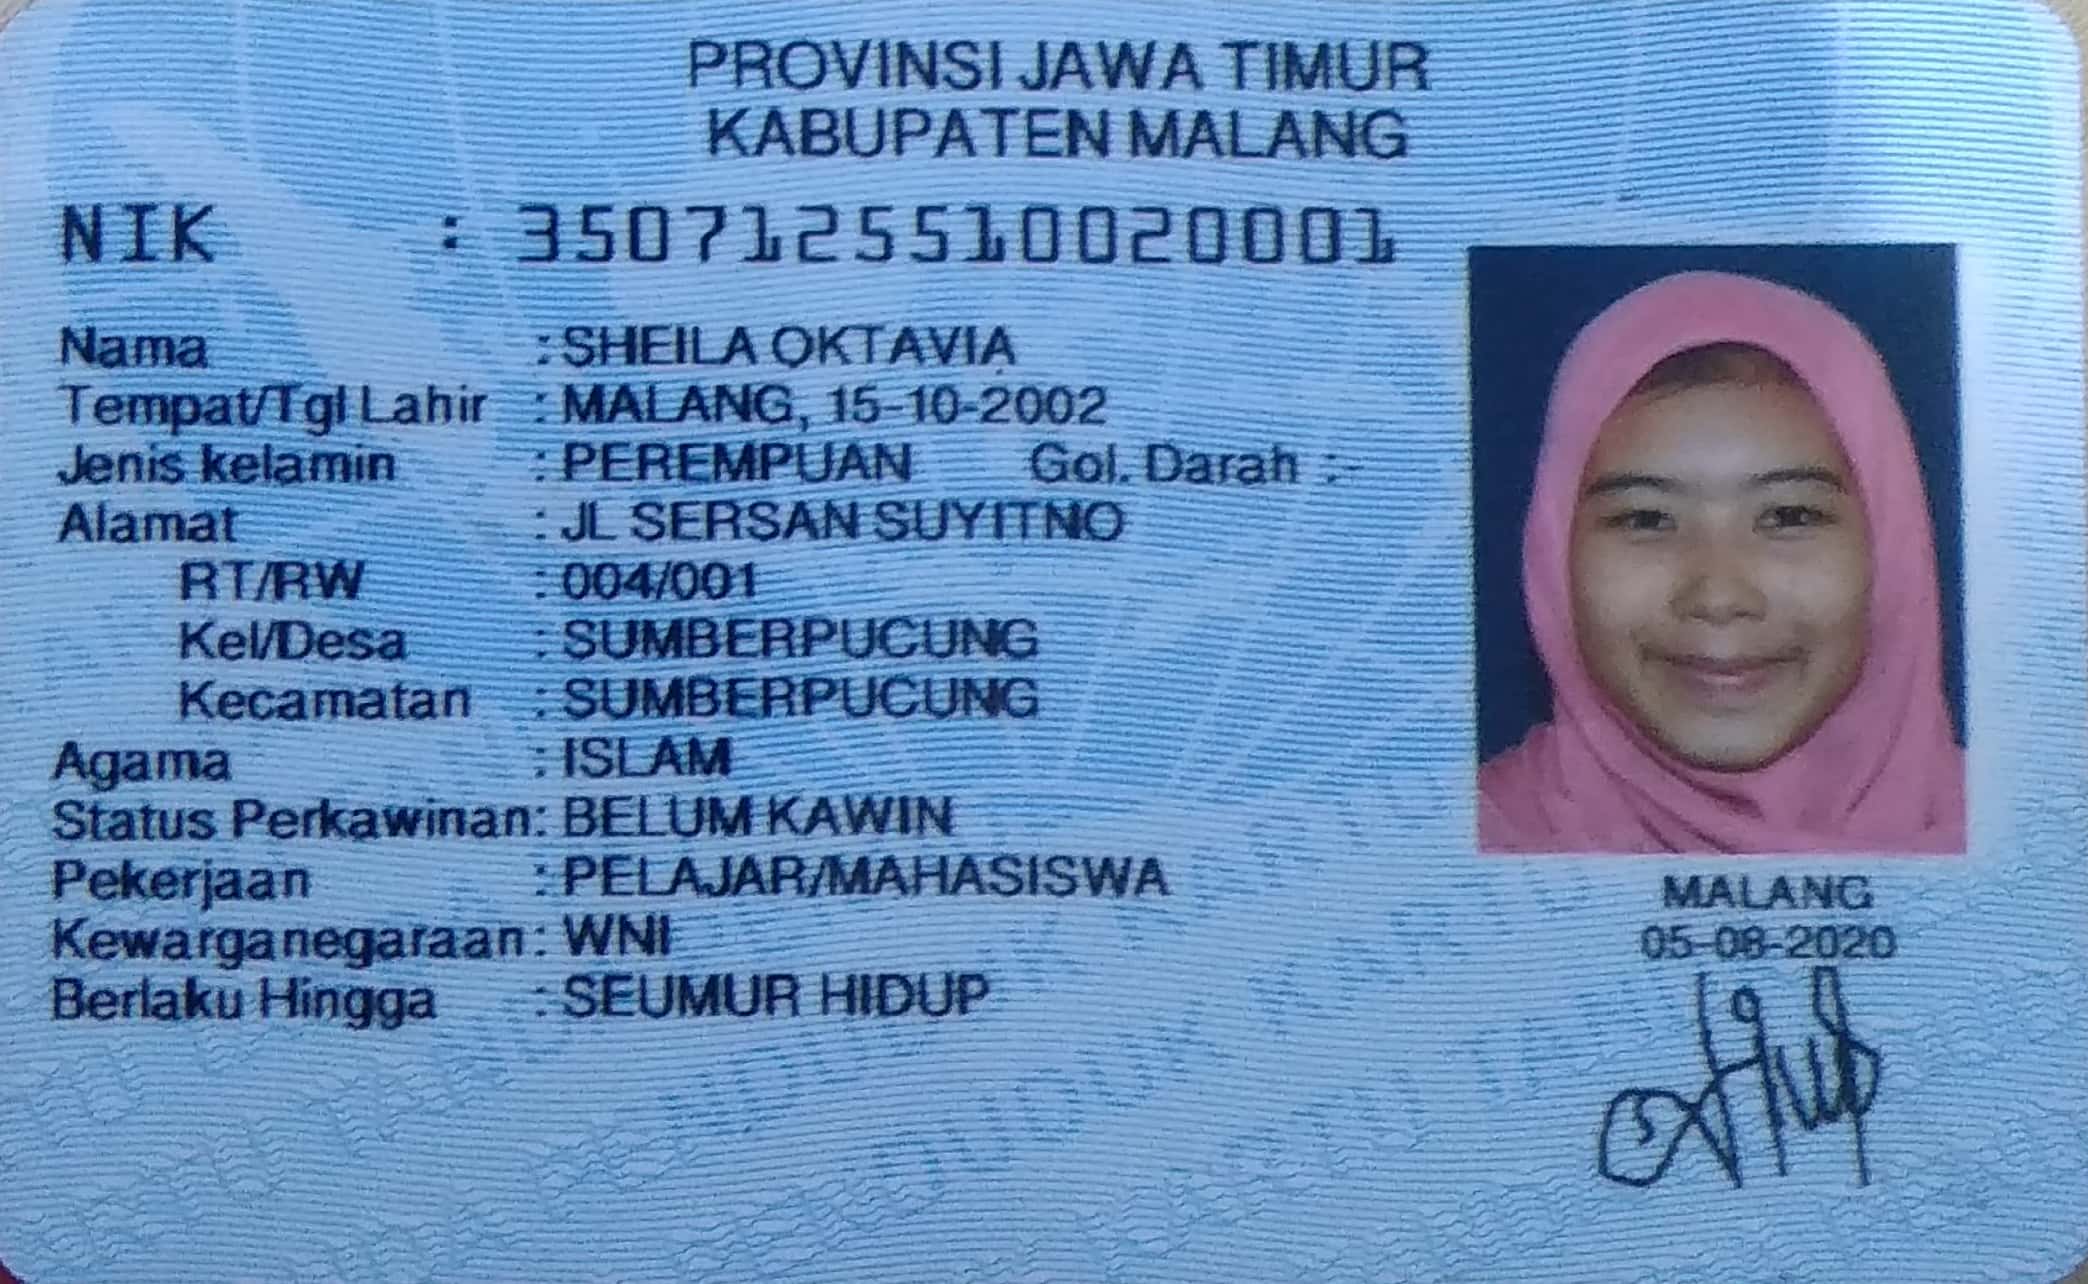 PROVINSI JAWA TIMUR
KABUPATEN MALANG
NIK : 3507125510020001
Nama : SHEILA OKTAVIA
Tempat/Tgl Lahir : MALANG, 15-10-2002
Jenis kelamin : PEREMPUAN Gol. Darah :-
Alamat : JL SERSAN SUYITNO
RT/RW : 004/001
Kel/Desa : SUMBERPUCUNG
Kecamatan : SUMBERPUCUNG
Agama : ISLAM
Status Perkawinan: BELUM KAWIN
Pekerjaan : PELAJAR/MAHASISWA
Kewarganegaraan: WNI
Berlaku Hingga : SEUMUR HIDUP
MALANG
05-08-2020